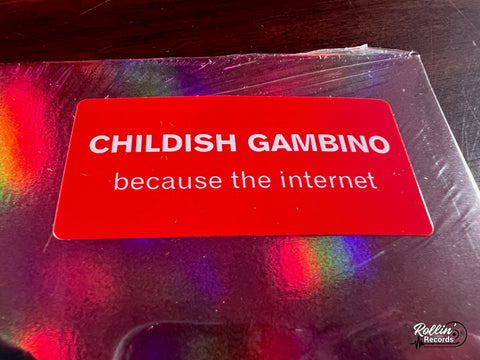 CHILDISH GAMBINO
because the internet
Rollin'
Records